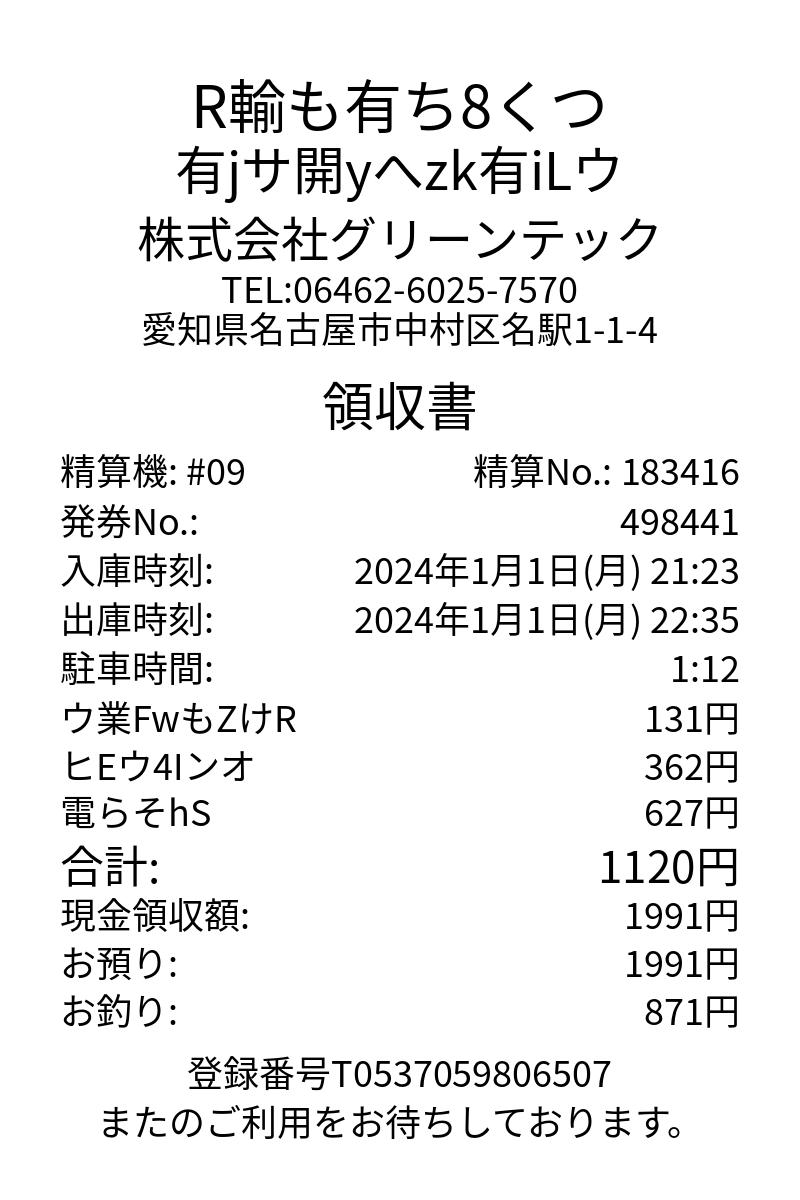 R輸も有ち8くつ
有jサ開yへzk有iLウ
株式会社グリーンテック
TEL:06462-6025-7570
愛知県名古屋市中村区名駅1-1-4
領収書
精算機: #09 精算No.: 183416
発券No.: 498441
入庫時刻: 2024年1月1日(月) 21:23
出庫時刻: 2024年1月1日(月) 22:35
駐車時間: 1:12
ウ業FwもZけR 131円
ヒEウ4Iンオ 362円
電らそhS 627円
合計: 1120円
現金領収額: 1991円
お預り: 1991円
お釣り: 871円
登録番号T0537059806507
またのご利用をお待ちしております。